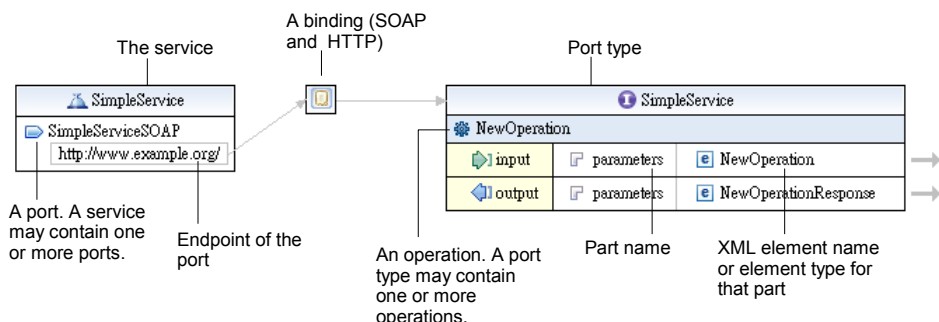 A binding (SOAP
and HTTP)
The service
Port type
SimpleService
SimpleService
SimpleServiceSOAP
http://www.example.org/
NewOperation
input
parameters
e NewOperation
output
parameters
e NewOperationResponse
A port. A service
may contain one
or more ports.
Endpoint of the
port
An operation. A port
type may contain
one or more
operations.
Part name
XML element name
or element type for
that part